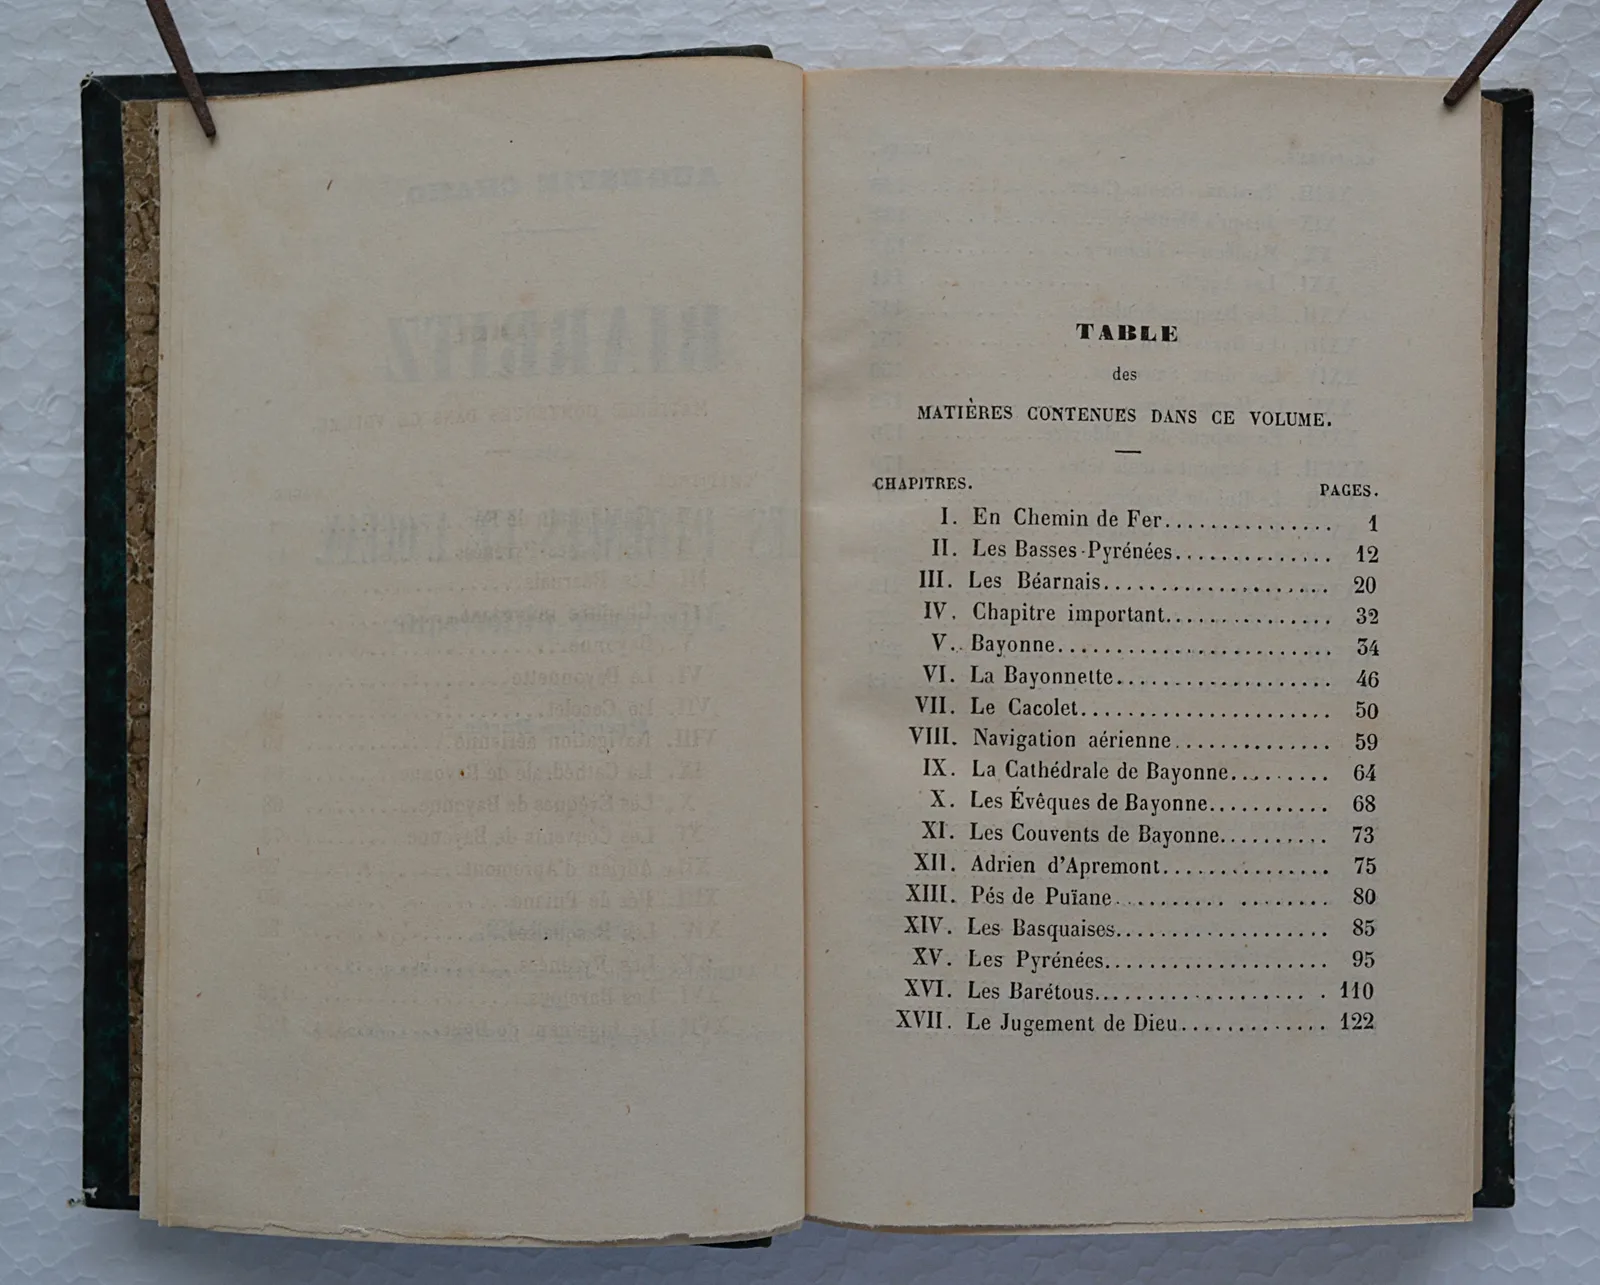 TABLE
des
MATIÈRES CONTENUES DANS CE VOLUME.
CHAPITRES. PAGES.
I. En Chemin de Fer............... 1
II. Les Basses-Pyrénées............. 12
III. Les Béarnais.................... 20
IV. Chapitre important.............. 32
V. Bayonne........................ 34
VI. La Bayonnette................... 46
VII. Le Cacolet...................... 50
VIII. Navigation aérienne............. 59
IX. La Cathédrale de Bayonne........ 64
X. Les Évêques de Bayonne........... 68
XI. Les Couvents de Bayonne.......... 73
XII. Adrien d'Apremont............... 75
XIII. Pés de Puïane.................. 80
XIV. Les Basquaises................... 85
XV. Les Pyrénées.................... 95
XVI. Les Barétous.................... 110
XVII. Le Jugement de Dieu............. 122